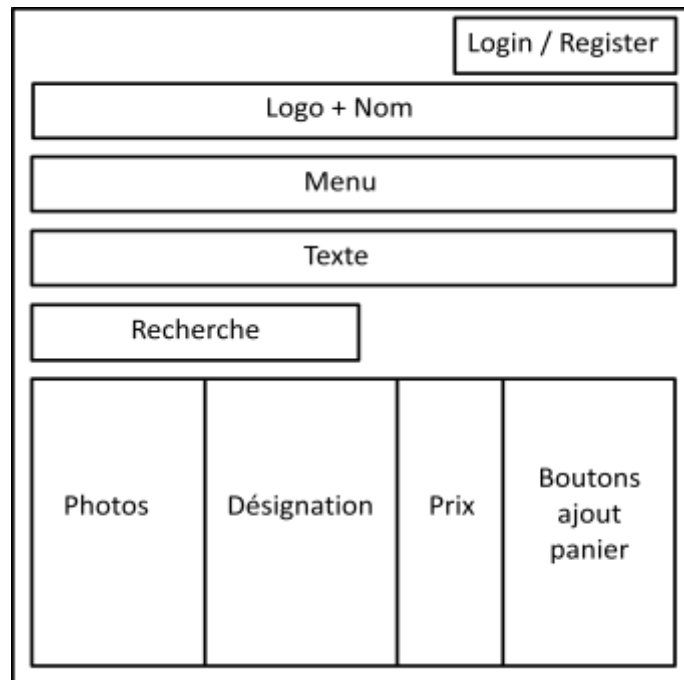 Login / Register
Logo + Nom
Menu
Texte
Recherche
Photos
Désignation
Prix
Boutons
ajout
panier